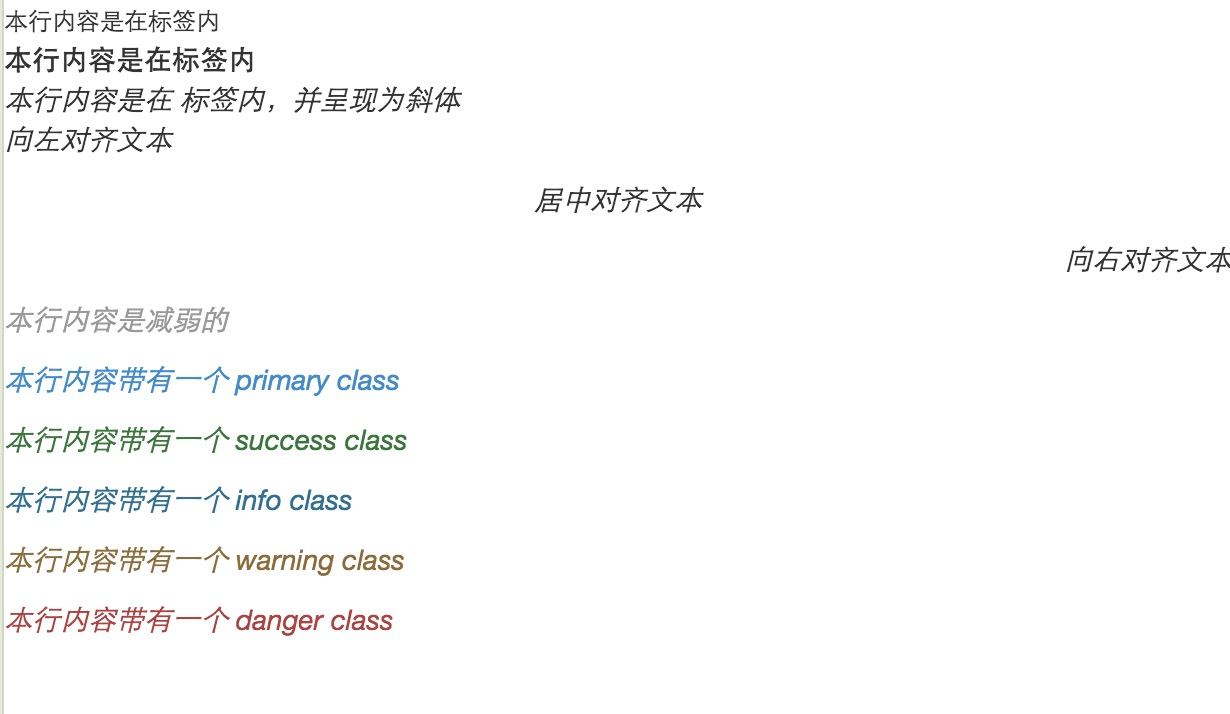 本行内容是在标签内
本行内容是在标签内
本行内容是在 标签内，并呈现为斜体
向左对齐文本
居中对齐文本
向右对齐文本
本行内容是减弱的
本行内容带有一个 primary class
本行内容带有一个 success class
本行内容带有一个 info class
本行内容带有一个 warning class
本行内容带有一个 danger class